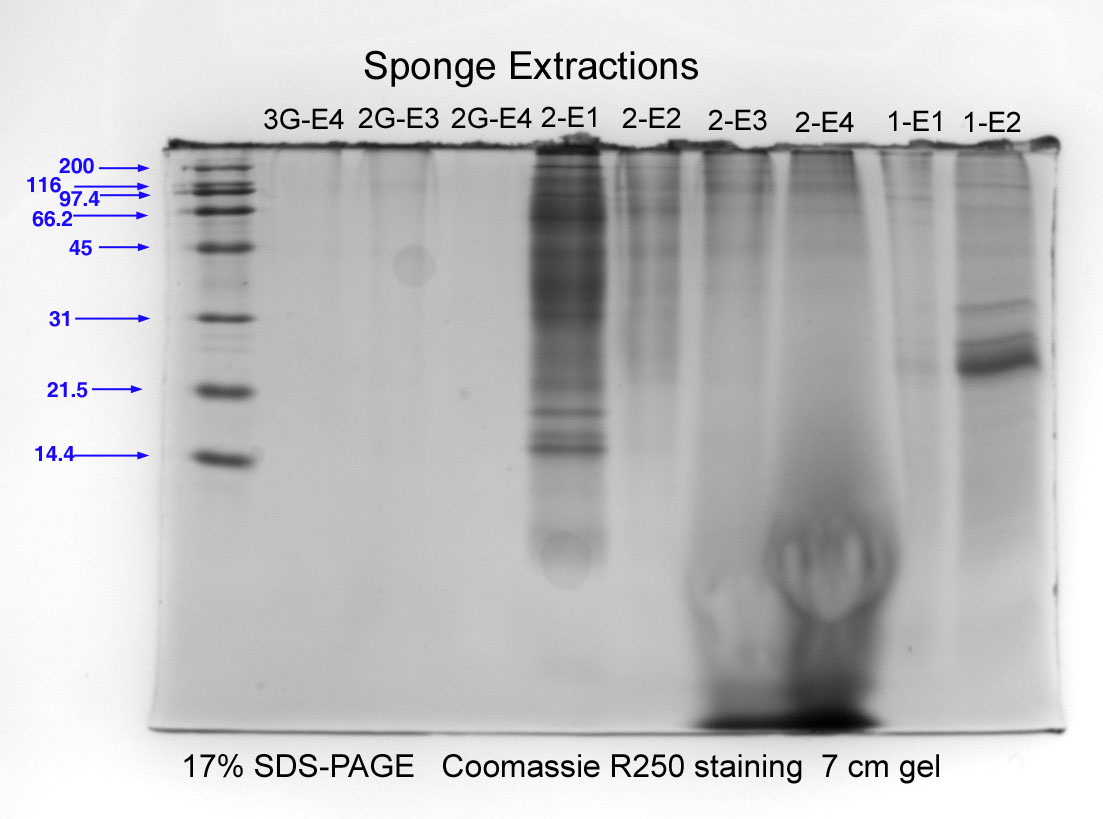 Sponge Extractions
3G-E4 2G-E3 2G-E4 2-E1 2-E2 2-E3 2-E4 1-E1 1-E2
200
116
97.4
66.2
45
31
21.5
14.4
17% SDS-PAGE Coomassie R250 staining 7 cm gel